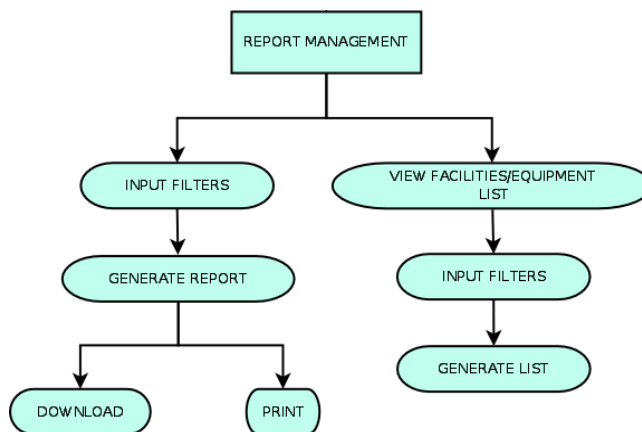 REPORT MANAGEMENT
INPUT FILTERS
VIEW FACILITIES/EQUIPMENT
LIST
GENERATE REPORT
INPUT FILTERS
GENERATE LIST
DOWNLOAD
PRINT